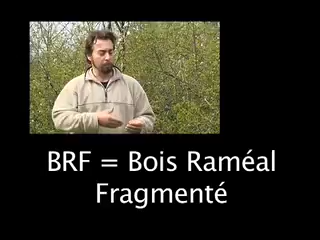 BRF = Bois Raméal
Fragmenté